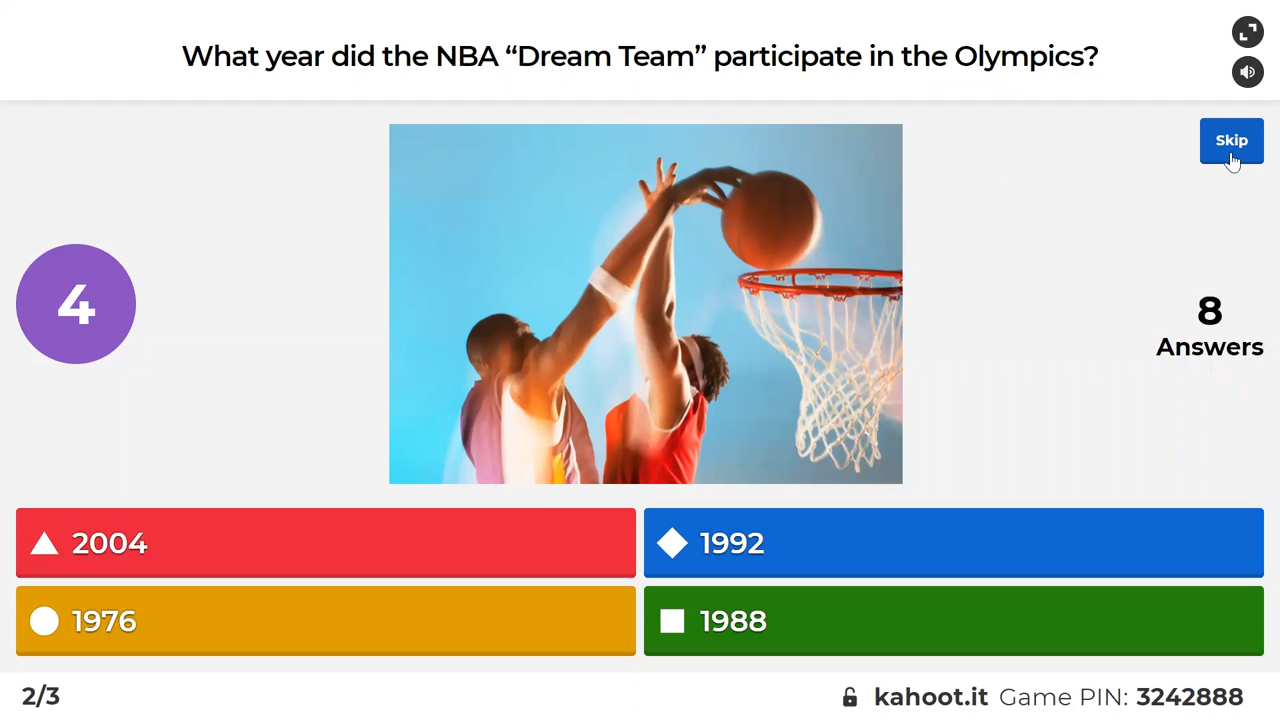 What year did the NBA “Dream Team” participate in the Olympics?
Skip
4
8
Answers
2004
1992
1976
1988
2/3
kahoot.it Game PIN: 3242888